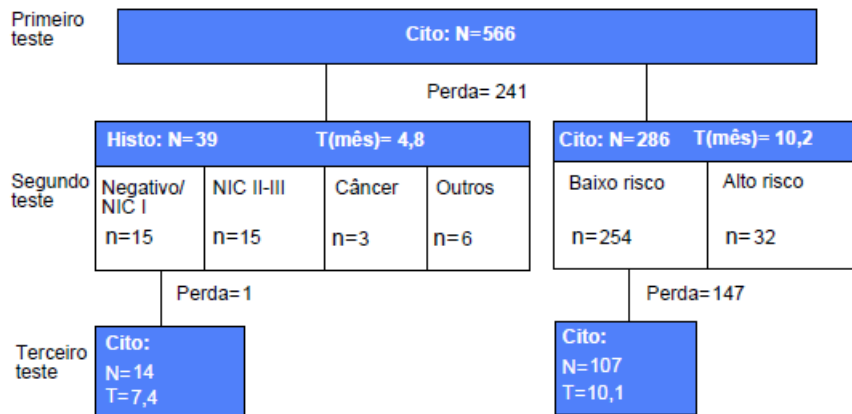 Primeiro
teste
Cito: N=566
Perda= 241
Histo: N=39 T(mês)= 4,8
Cito: N=286 T(mês)= 10,2
Segundo
teste
Negativo/
NIC I
n=15
NIC II-III
n=15
Câncer
n=3
Outros
n=6
Baixo risco
n=254
Alto risco
n=32
Perda=1
Perda=147
Terceiro
teste
Cito:
N=14
T=7,4
Cito:
N=107
T=10,1